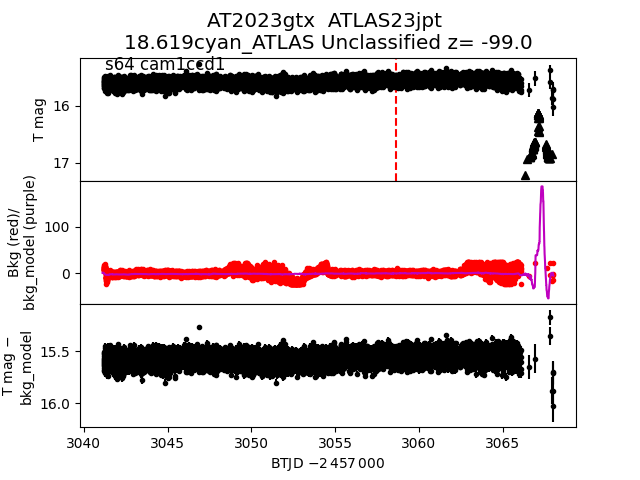 AT2023gtx  ATLAS23jpt
18.619cyan_ATLAS Unclassified z= -99.0
s64 cam1ccd1
T mag
16
17
Bkg (red)/
bkg_model (purple)
100
0
T mag −
bkg_model
15.5
16.0
3040 3045 3050 3055 3060 3065
BTJD −2 457 000